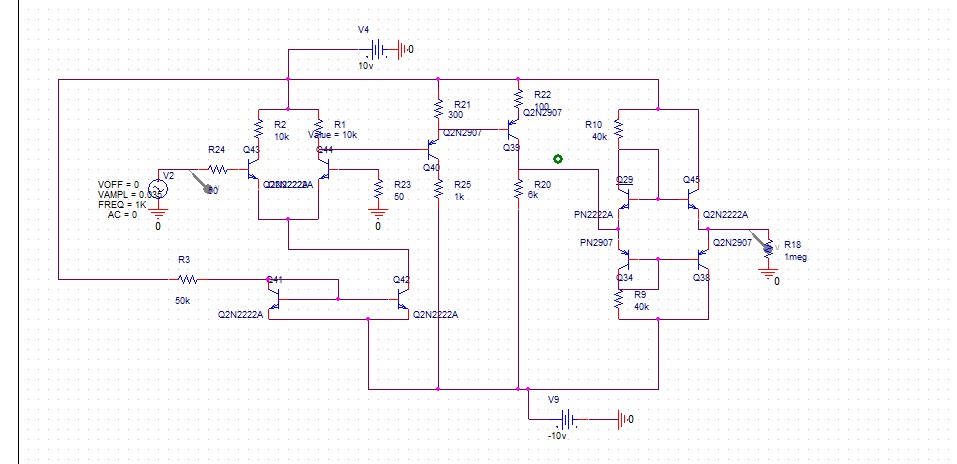 V4
0
10v
R2
10k
R1
Value = 10k
R21
300
R22
100
Q2N2907
Q2N2907
Q39
Q40
R10
40k
R24
Q43
Q44
V2
Q2N2222A
R23
50
R25
1k
R20
6k
Q29
Q45
VOFF = 0
VAMPL = 0.035
FREQ = 1K
AC = 0
0
0
PN2222A
Q2N2222A
PN2907
Q2N2907
R18
1meg
0
R3
50k
Q41
Q42
Q2N2222A
Q2N2222A
Q34
Q38
R9
40k
V9
0
-10v